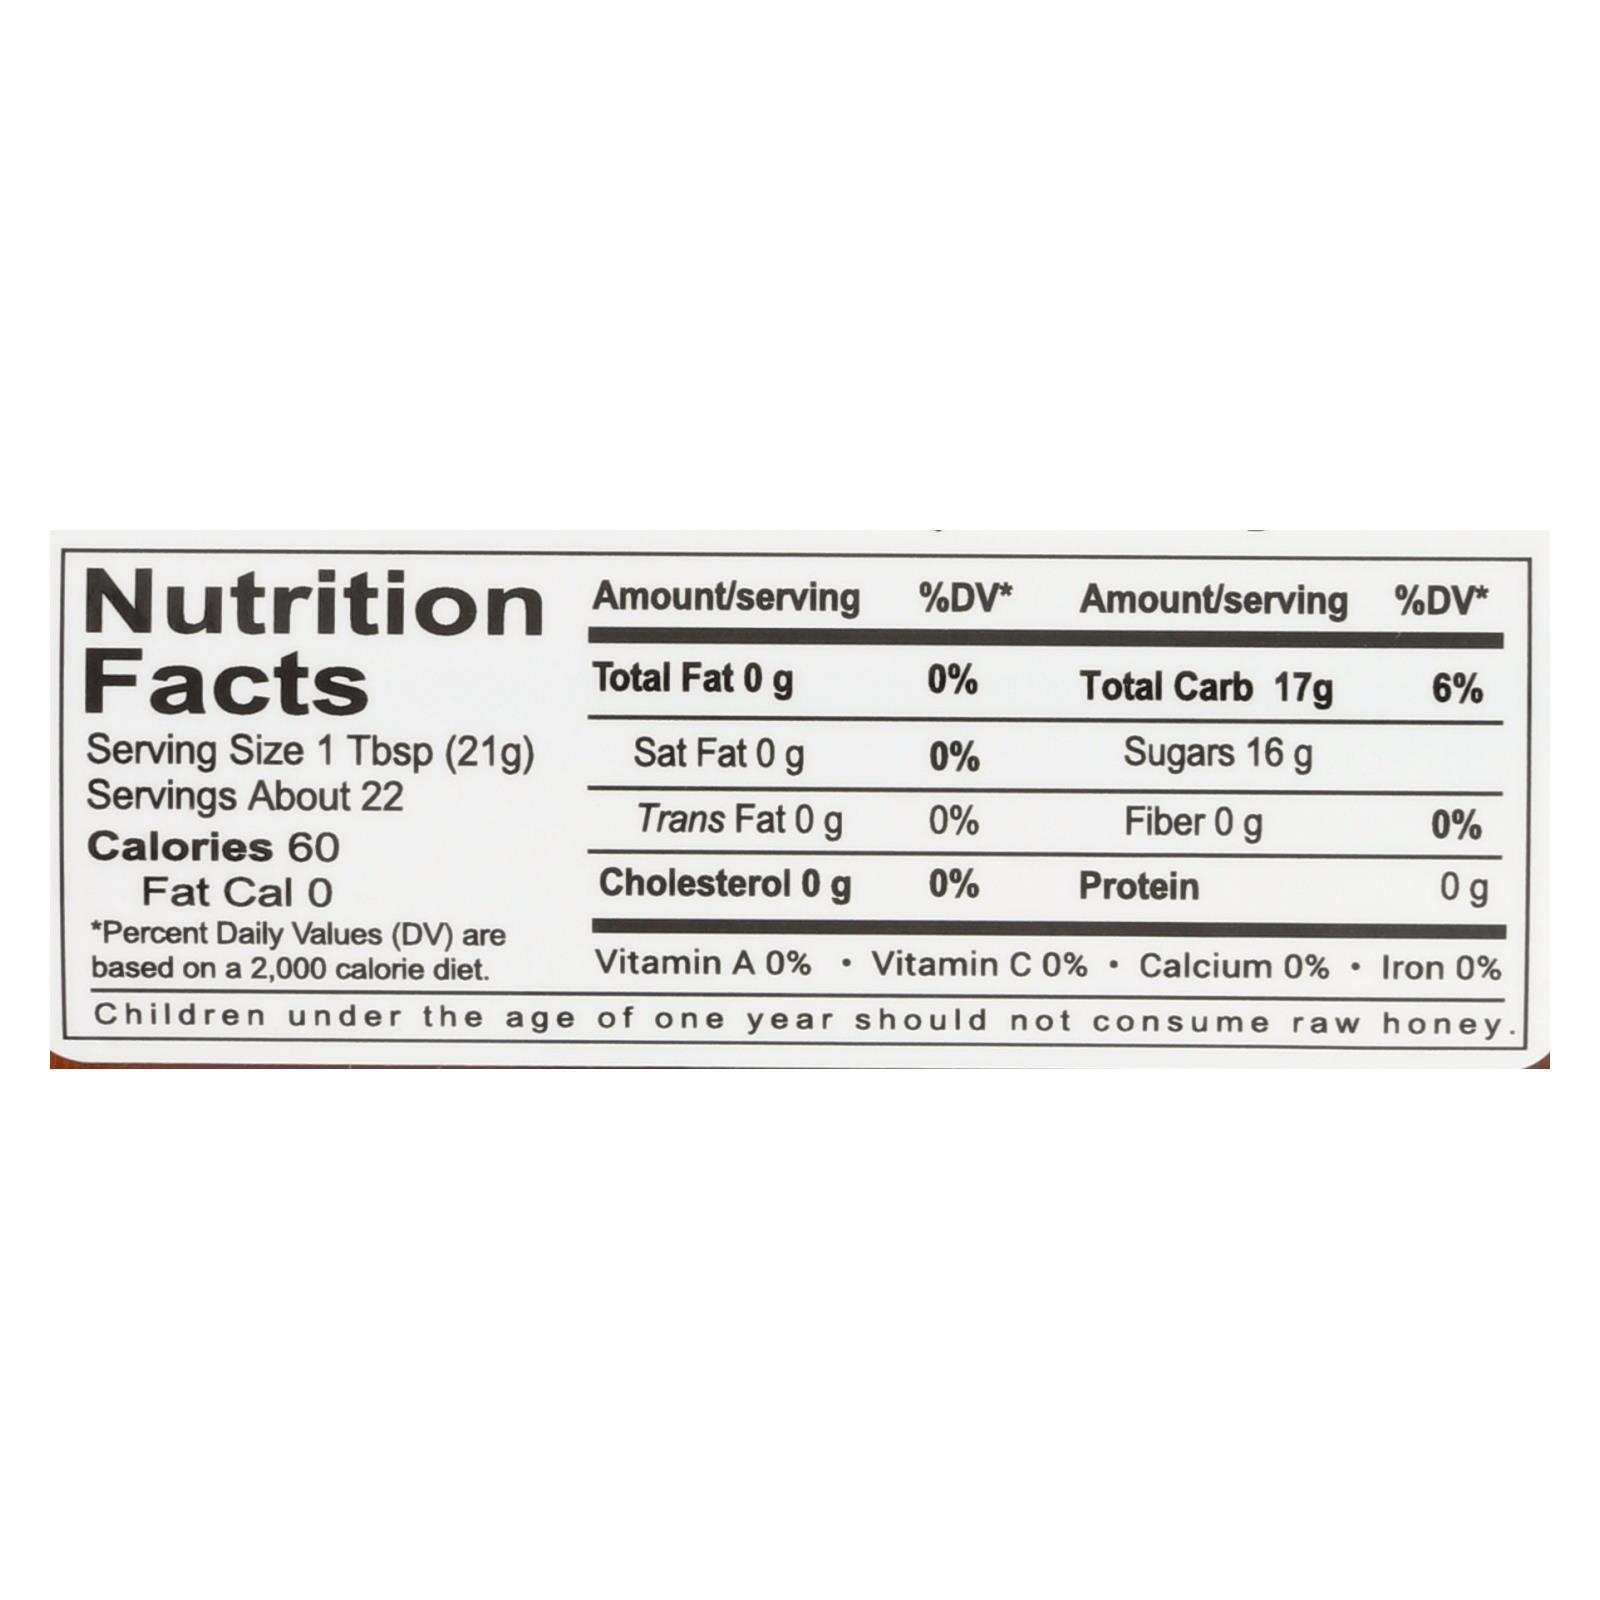 Nutrition
Facts
Serving Size 1 Tbsp (21g)
Servings About 22
Calories 60
Fat Cal 0
*Percent Daily Values (DV) are
based on a 2,000 calorie diet.
Amount/serving %DV* Amount/serving %DV*
Total Fat 0 g 0% Total Carb 17g 6%
Sat Fat 0 g 0% Sugars 16 g
Trans Fat 0 g 0% Fiber 0 g 0%
Cholesterol 0 g 0% Protein 0 g
Vitamin A 0% • Vitamin C 0% • Calcium 0% • Iron 0%
Children under the age of one year should not consume raw honey.